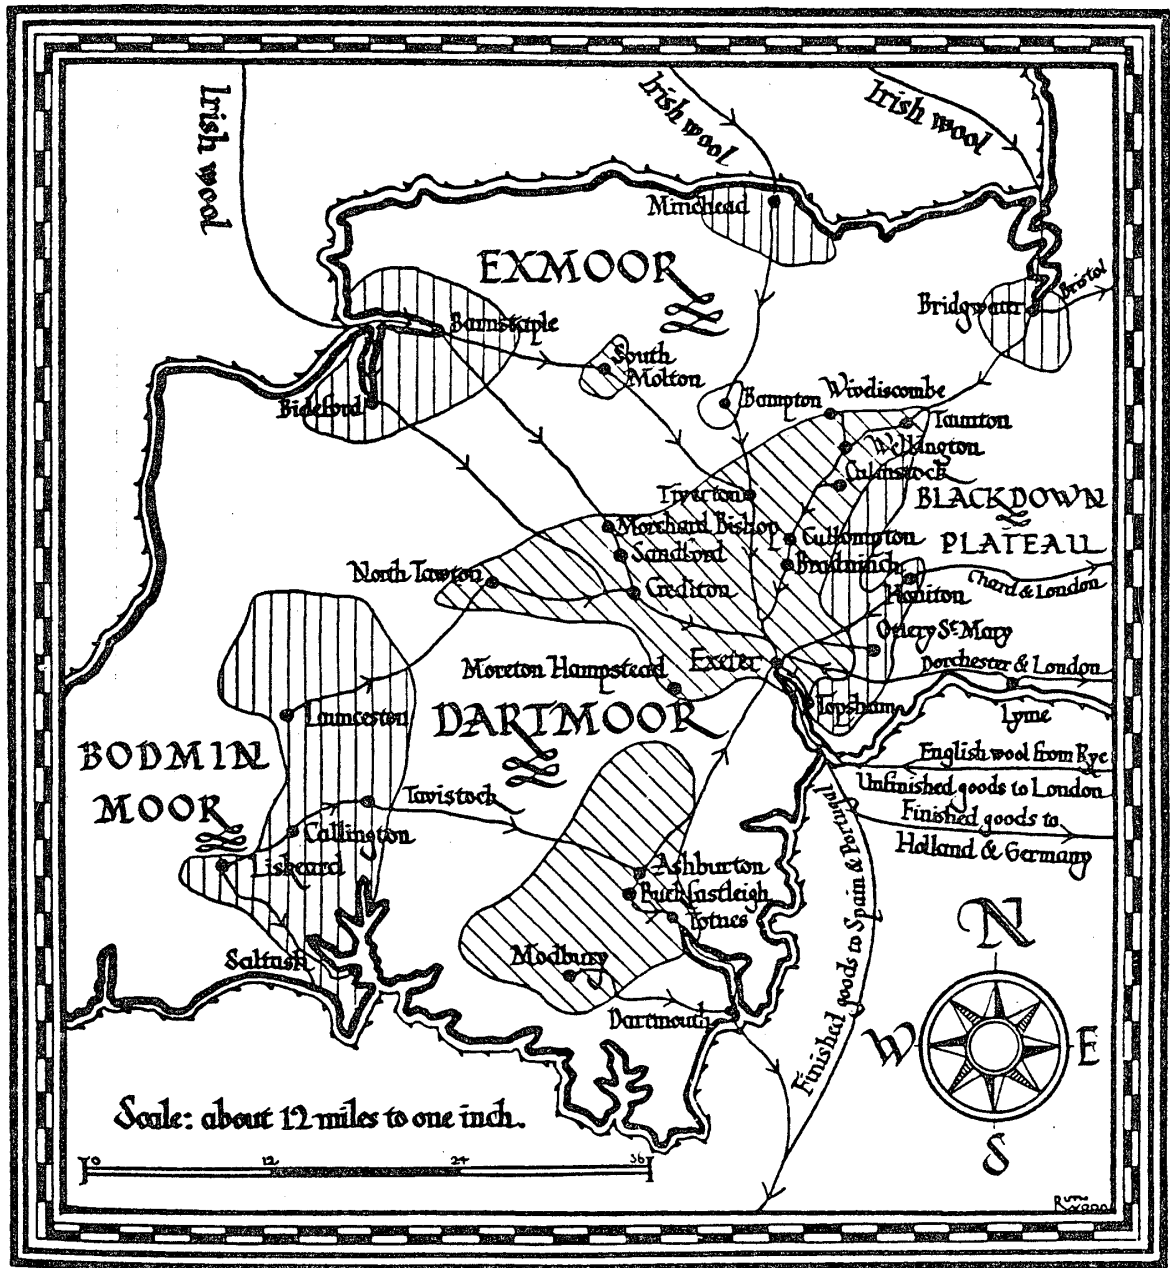 Irish wool
Irish wool
Irish wool
Minehead
EXMOOR
Bristol
Bridgwater
Barnstaple
South
Molton
Bideford
Bampton
Wivdiscombe
Taunton
Wellington
Culmstock
Tiverton
BLACKDOWN
PLATEAU
Morchard Bishop
Sandford
Cullompton
Bradninch
North Tawton
Crediton
Honiton
Chard & London
Ottery St Mary
Moreton Hampstead
Exeter
Dorchester & London
Launceston
DARTMOOR
Topsham
Lyme
BODMIN
MOOR
English wool from Rye
Unfinished goods to London
Finished goods to
Holland & Germany
Tavistock
Callington
Liskeard
Ashburton
Buckfastleigh
Totnes
Finished goods to Spain & Portugal
Saltash
Modbury
Dartmouth
N
W
E
S
Scale: about 12 miles to one inch.
0 12 24 36